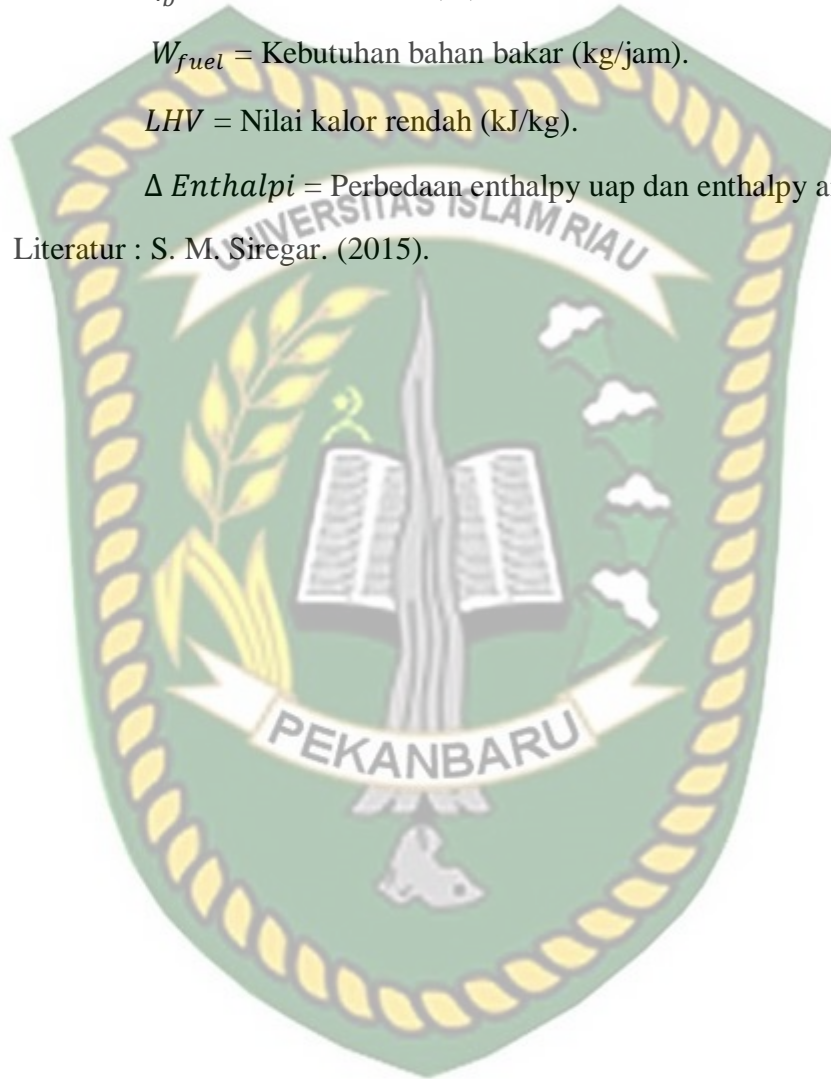 W_fuel = Kebutuhan bahan bakar (kg/jam).
LHV = Nilai kalor rendah (kJ/kg).
Δ Enthalpi = Perbedaan enthalpy uap dan enthalpy
Literatur : S. M. Siregar. (2015).
UNIVERSITAS ISLAM RIAU
PEKANBARU